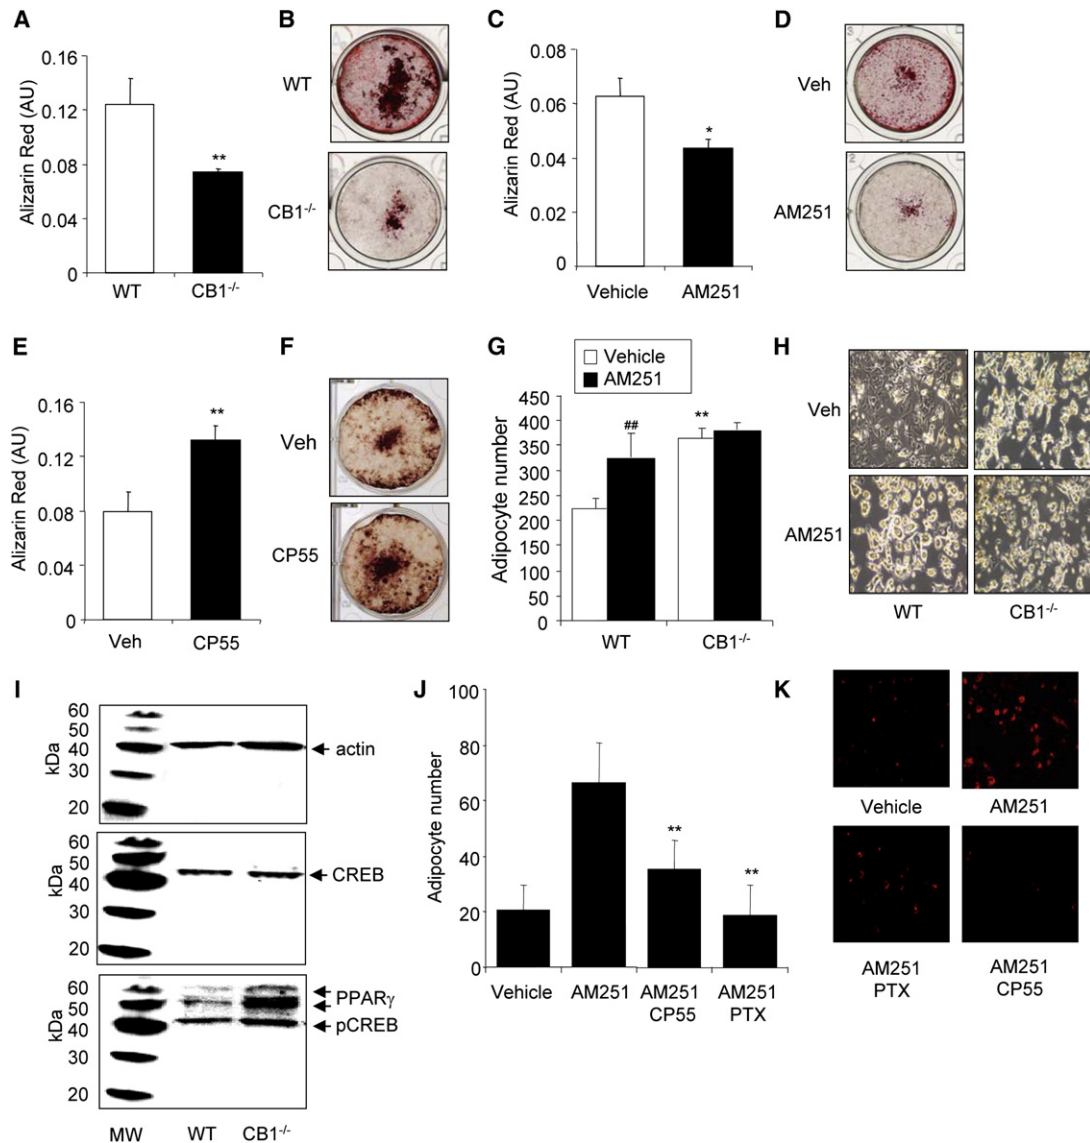 A
Alizarin Red (AU)
0.16
0.12
0.08
0.04
0
**
WT
CB1-/-
B
WT
CB1-/-
C
Alizarin Red (AU)
0.08
0.06
0.04
0.02
0
*
Vehicle
AM251
D
Veh
AM251
3
2
E
Alizarin Red (AU)
0.16
0.12
0.08
0.04
0
**
Veh
CP55
F
Veh
CP55
G
Vehicle
AM251
Adipocyte number
450
400
350
300
250
200
150
100
50
0
##
**
WT
CB1-/-
H
Veh
AM251
WT
CB1-/-
I
kDa
60
50
40
30
20
actin
kDa
60
50
40
30
20
CREB
kDa
60
50
40
30
20
PPARγ
pCREB
MW
WT
CB1-/-
J
Adipocyte number
100
80
60
40
20
0
**
**
Vehicle
AM251
AM251
CP55
AM251
PTX
K
Vehicle
AM251
AM251
PTX
AM251
CP55